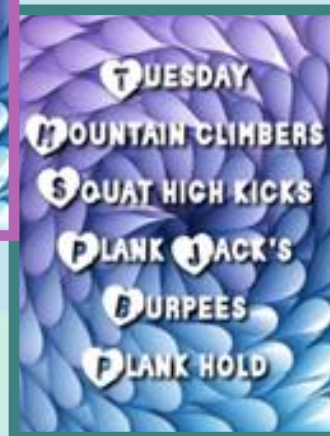 TUESDAY
MOUNTAIN CLIMBERS
SQUAT HIGH KICKS
PLANK JACK'S
BURPEES
PLANK HOLD